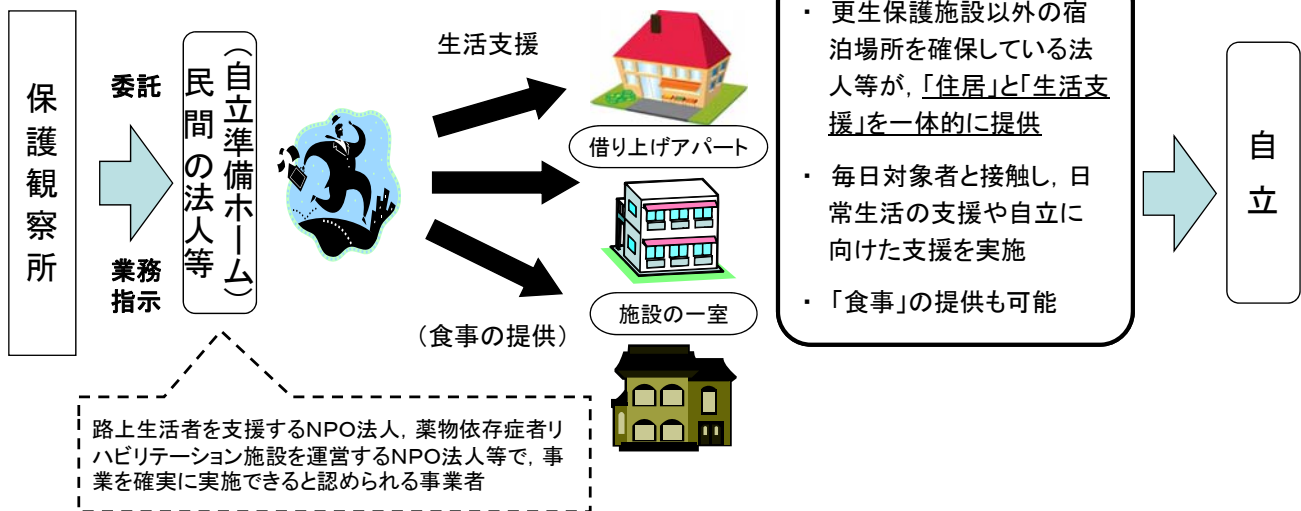 保護観察所
委託
業務
指示
民間の法人等
（自立準備ホーム）
生活支援
（食事の提供）
借り上げアパート
施設の一室
・ 更生保護施設以外の宿
泊場所を確保している法
人等が，「住居」と「生活支
援」を一体的に提供
・ 毎日対象者と接触し，日
常生活の支援や自立に
向けた支援を実施
・ 「食事」の提供も可能
自立
路上生活者を支援するNPO法人，薬物依存症者リ
ハビリテーション施設を運営するNPO法人等で，事
業を確実に実施できると認められる事業者